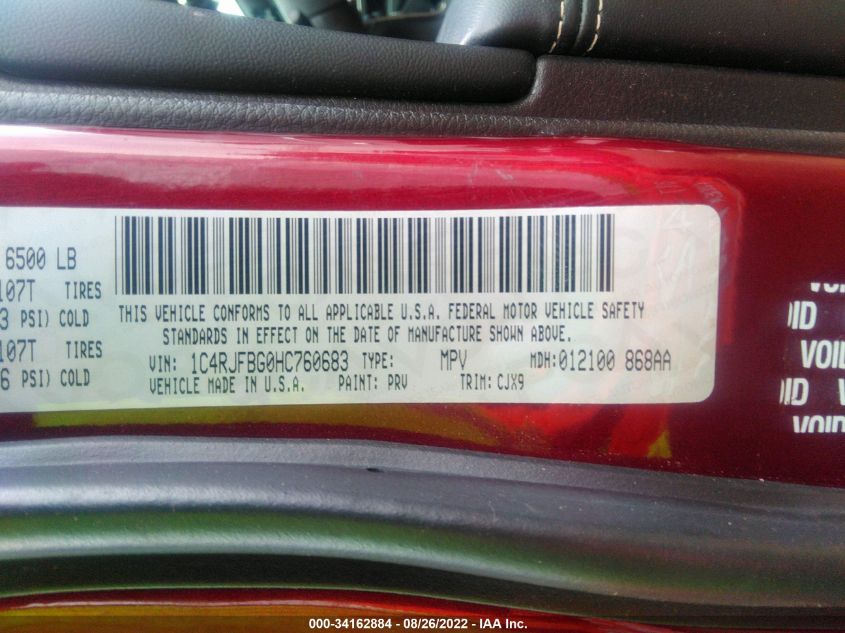 6500 LB
107T TIRES
3 PSI) COLD
107T TIRES
6 PSI) COLD
THIS VEHICLE CONFORMS TO ALL APPLICABLE U.S.A. FEDERAL MOTOR VEHICLE SAFETY
STANDARDS IN EFFECT ON THE DATE OF MANUFACTURE SHOWN ABOVE.
VIN: 1C4RJFBG0HC760683 TYPE: MPV MDH:012100 868AA
VEHICLE MADE IN U.S.A. PAINT: PRV TRIM: CJX9
VOID
VOID
VOID
000-34162884 - 08/26/2022 - IAA Inc.